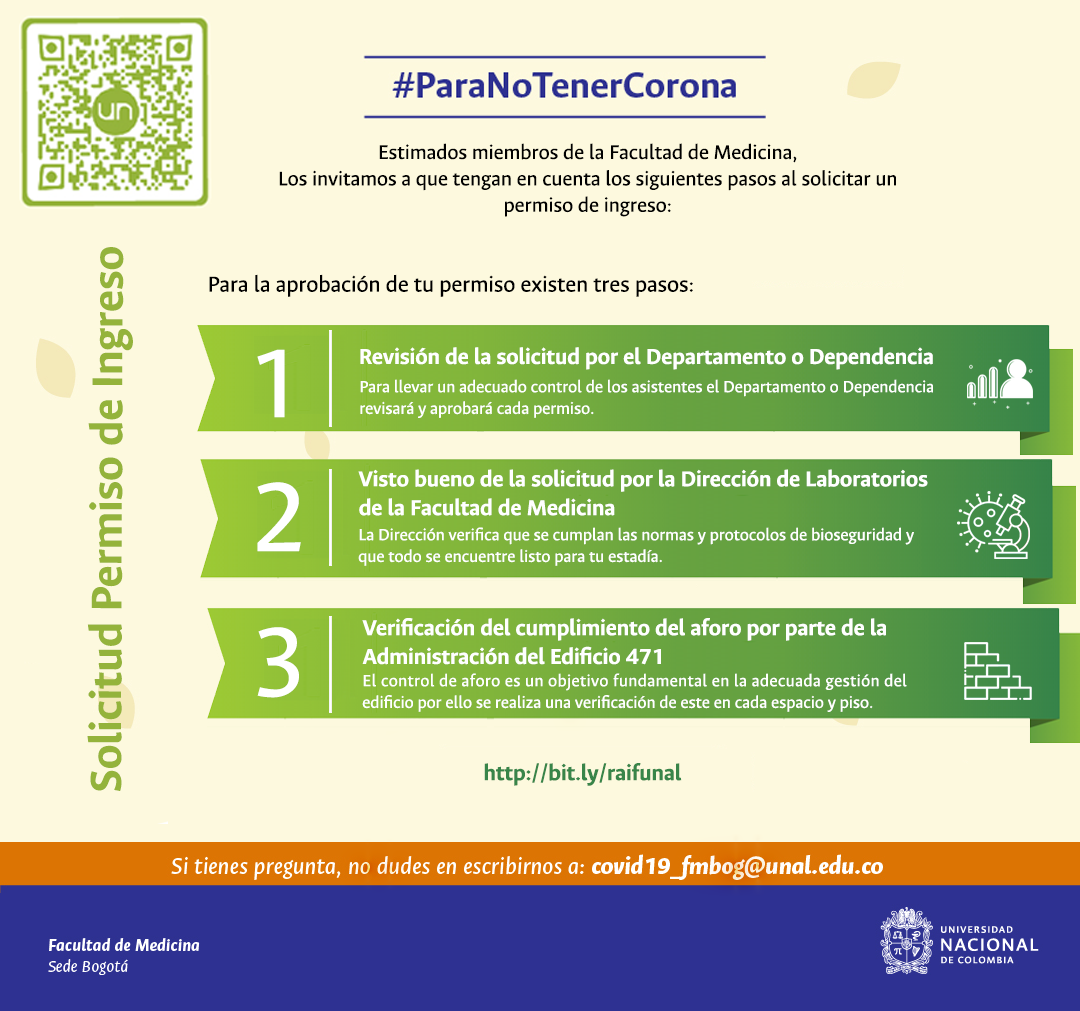 un
#ParaNoTenerCorona
Estimados miembros de la Facultad de Medicina,
Los invitamos a que tengan en cuenta los siguientes pasos al solicitar un
permiso de ingreso:
Solicitud Permiso de Ingreso
Para la aprobación de tu permiso existen tres pasos:
1
Revisión de la solicitud por el Departamento o Dependencia
Para llevar un adecuado control de los asistentes el Departamento o Dependencia
revisará y aprobará cada permiso.
2
Visto bueno de la solicitud por la Dirección de Laboratorios
de la Facultad de Medicina
La Dirección verifica que se cumplan las normas y protocolos de bioseguridad y
que todo se encuentre listo para tu estadía.
3
Verificación del cumplimiento del aforo por parte de la
Administración del Edificio 471
El control de aforo es un objetivo fundamental en la adecuada gestión del
edificio por ello se realiza una verificación de este en cada espacio y piso.
http://bit.ly/raifunal
Si tienes pregunta, no dudes en escribirnos a: covid19_fmbog@unal.edu.co
Facultad de Medicina
Sede Bogotá
UNIVERSIDAD
NACIONAL
DE COLOMBIA